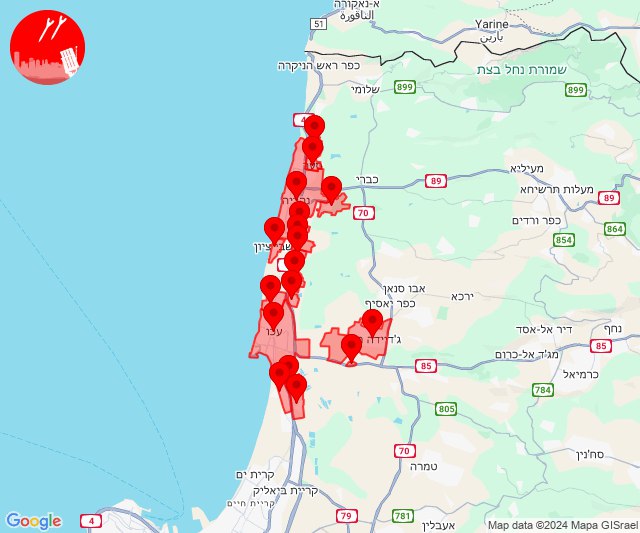 א-נאקורה
الناقورة
51
Yarine
يارين
כפר ראש הניקרה
שמורת נחל בצת
שלומי
899
899
4
כברי
89
מעיליא
מעלות תרשיחא
89
70
כפר ורדים
864
854
אבו סנאן
כפר יאסיף
ירכא
עכו
ג'דיידה
דיר אל-אסד
נחף
85
מג'ד אל-כרום
85
כרמיאל
784
805
70
סח'נין
טמרה
קרית ים
קריית ביאליק
קריית חיים
4
79
781
אעבלין
Google
Map data ©2024 Mapa GISrael